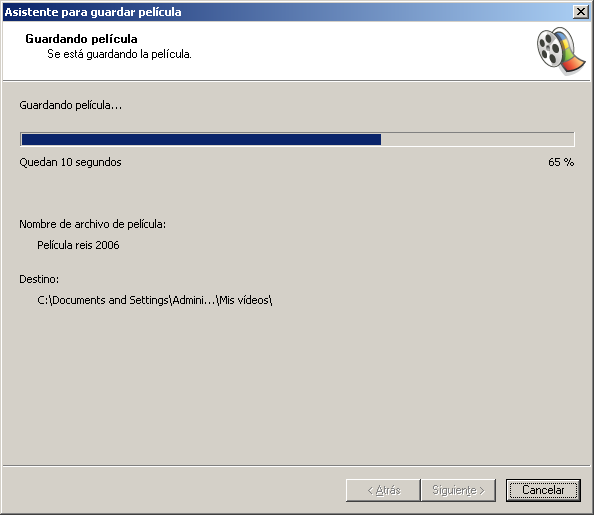 Asistente para guardar película
Guardando película
Se está guardando la película.
Guardando película...
Quedan 10 segundos
65 %
Nombre de archivo de película:
Película reis 2006
Destino:
C:\Documents and Settings\Admini...\Mis vídeos\
< Atrás
Siguiente >
Cancelar